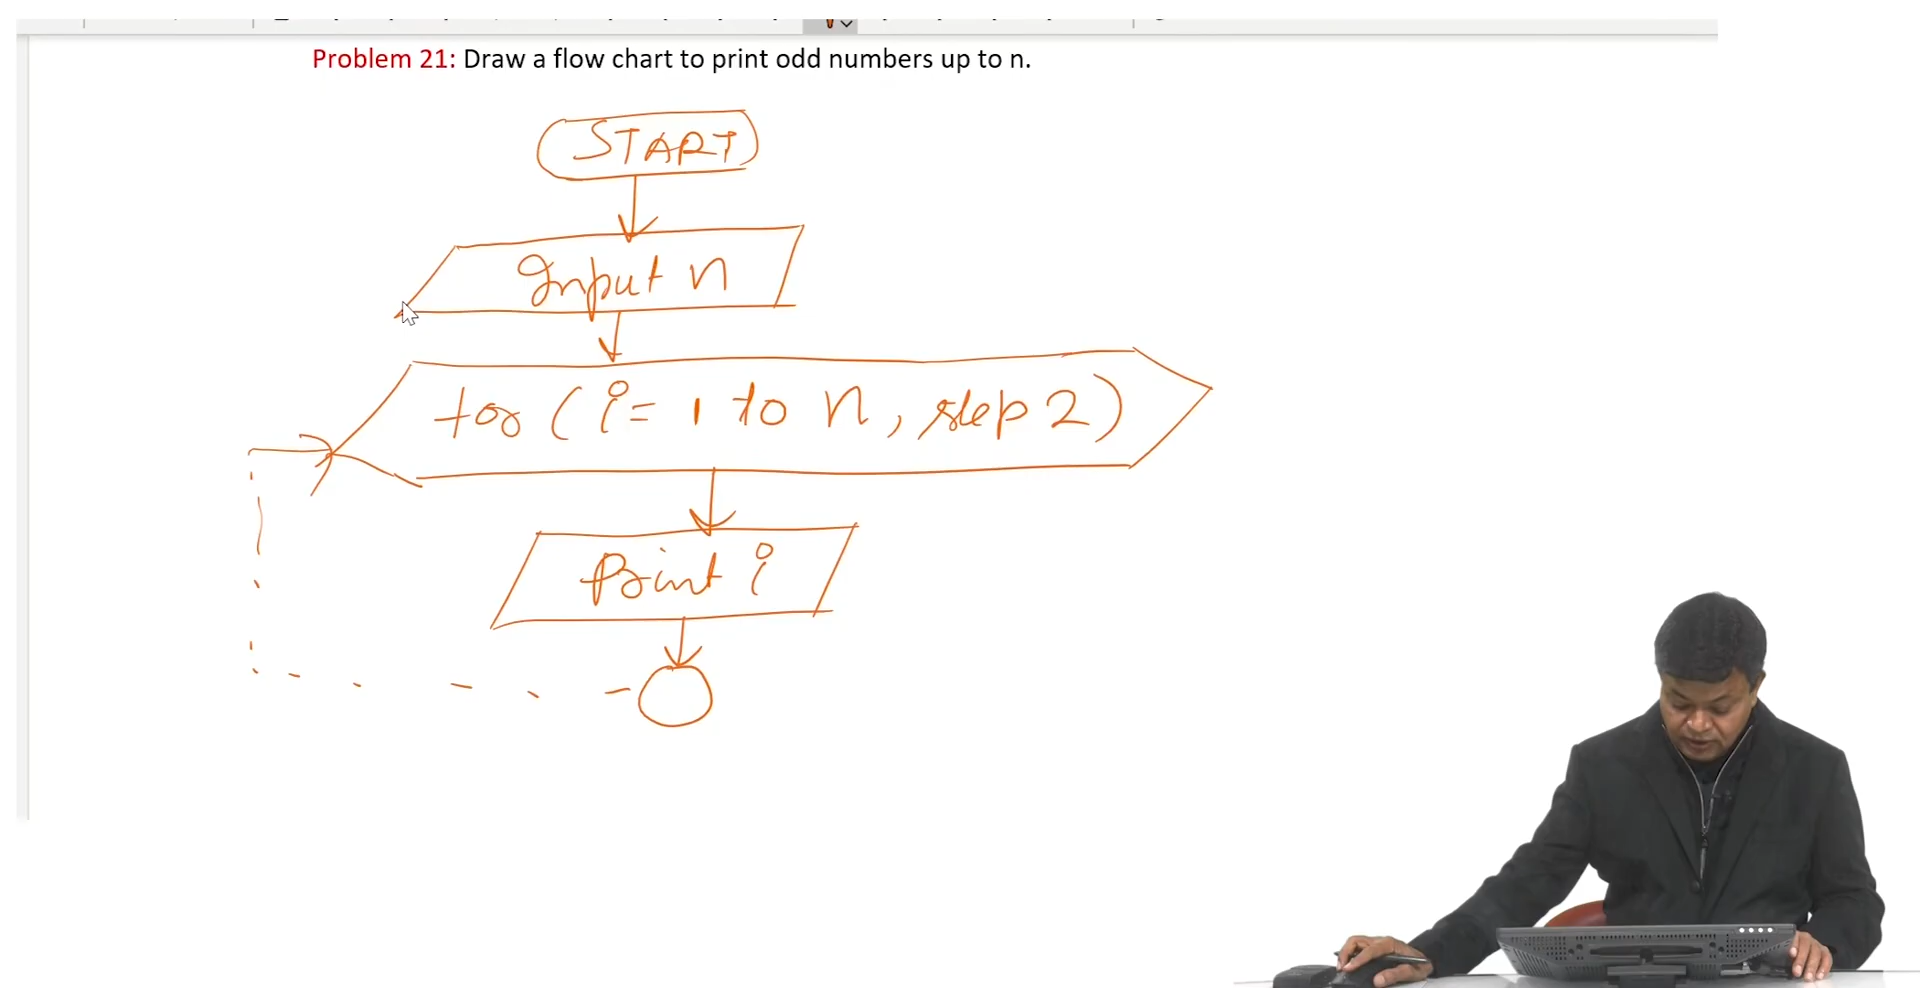 Problem 21: Draw a flow chart to print odd numbers up to n.
START
Input n
for ( i = 1 to n, step 2 )
Print i